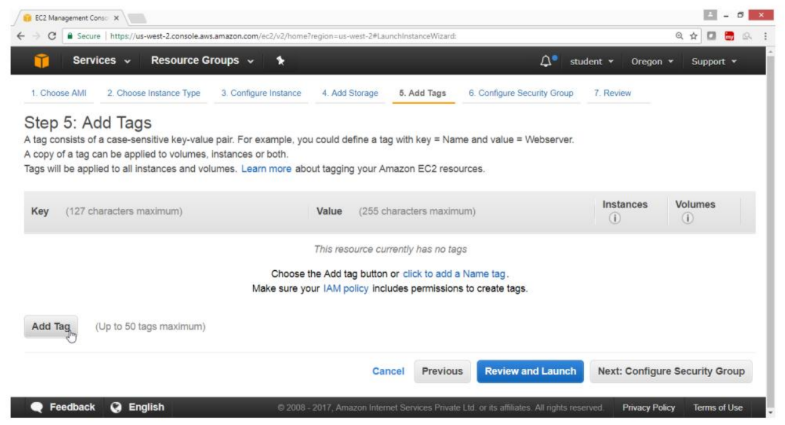 EC2 Management Conso
Secure | https://us-west-2.console.aws.amazon.com/ec2/v2/home?region=us-west-2#LaunchInstanceWizard:
Services Resource Groups student Oregon Support
1. Choose AMI 2. Choose Instance Type 3. Configure Instance 4. Add Storage 5. Add Tags 6. Configure Security Group 7. Review
Step 5: Add Tags
A tag consists of a case-sensitive key-value pair. For example, you could define a tag with key = Name and value = Webserver.
A copy of a tag can be applied to volumes, instances or both.
Tags will be applied to all instances and volumes. Learn more about tagging your Amazon EC2 resources.
Key (127 characters maximum) Value (255 characters maximum) Instances Volumes
This resource currently has no tags
Choose the Add tag button or click to add a Name tag.
Make sure your IAM policy includes permissions to create tags.
Add Tag (Up to 50 tags maximum)
Cancel Previous Review and Launch Next: Configure Security Group
Feedback English © 2008 - 2017, Amazon Internet Services Private Ltd. or its affiliates. All rights reserved. Privacy Policy Terms of Use